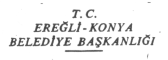 T. C.
EREĞLİ-KONYA
BELEDİYE BAŞKANLIĞI